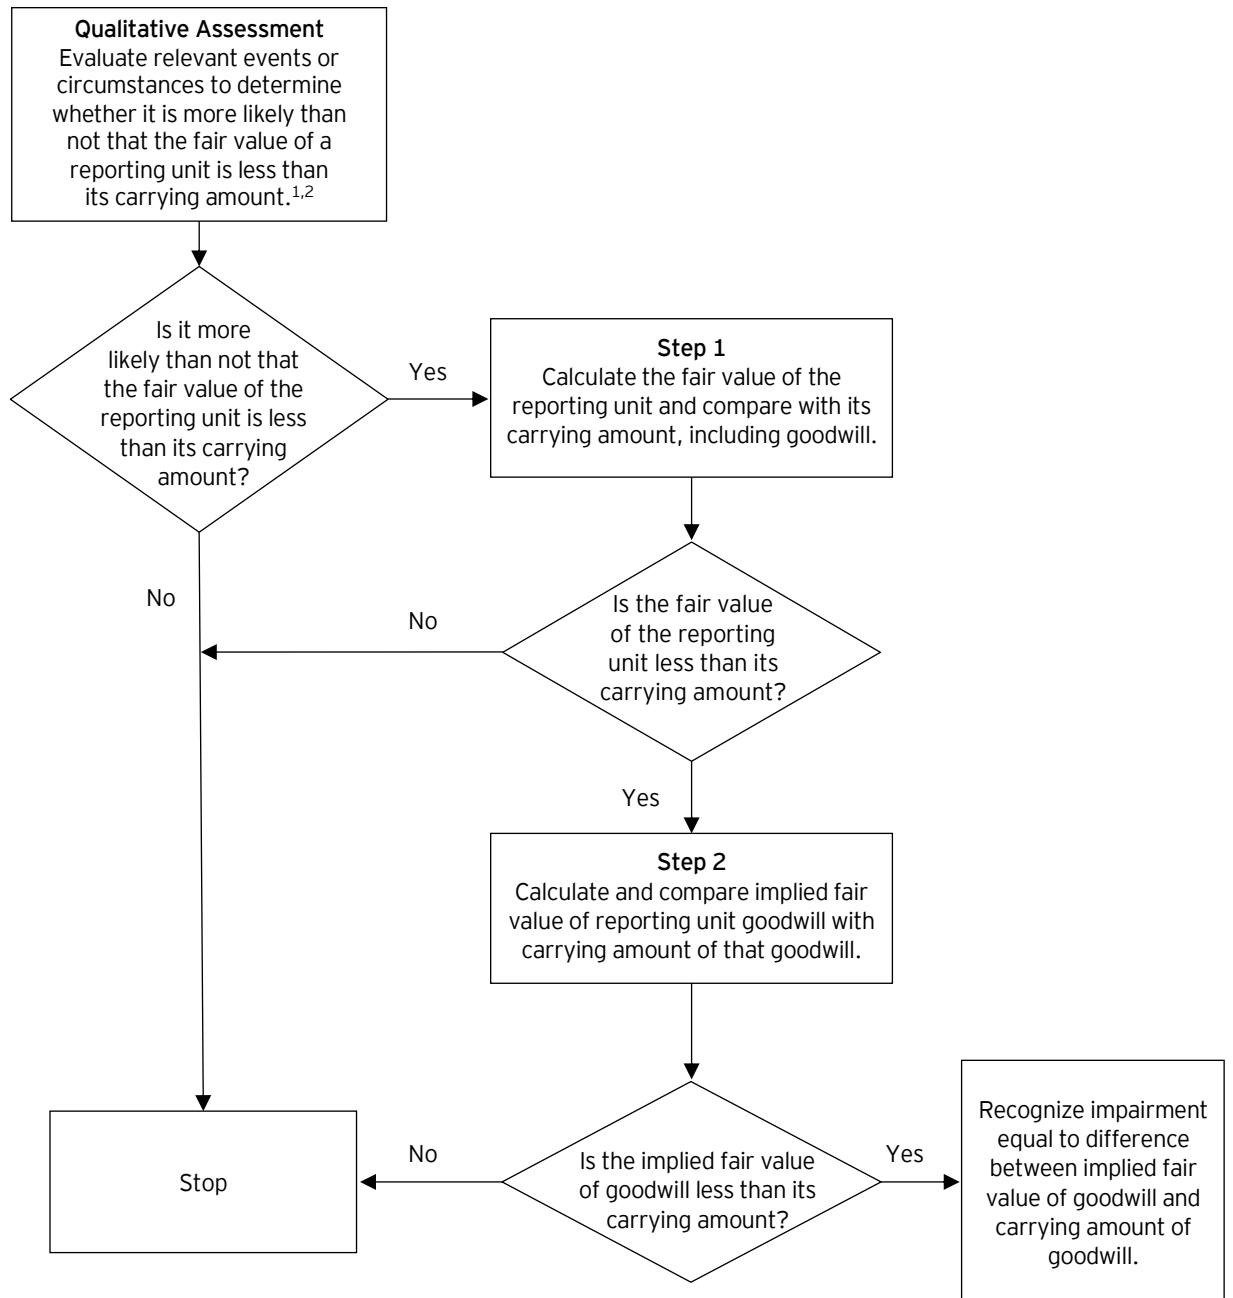 Qualitative Assessment
Evaluate relevant events or
circumstances to determine
whether it is more likely than
not that the fair value of a
reporting unit is less than
its carrying amount.1,2
Is it more
likely than not that
the fair value of the
reporting unit is less
than its carrying
amount?
Yes
Step 1
Calculate the fair value of the
reporting unit and compare with its
carrying amount, including goodwill.
No
No
Is the fair value
of the reporting
unit less than its
carrying amount?
Yes
Step 2
Calculate and compare implied fair
value of reporting unit goodwill with
carrying amount of that goodwill.
Stop
No
Is the implied fair value
of goodwill less than its
carrying amount?
Yes
Recognize impairment
equal to difference
between implied fair
value of goodwill and
carrying amount of
goodwill.